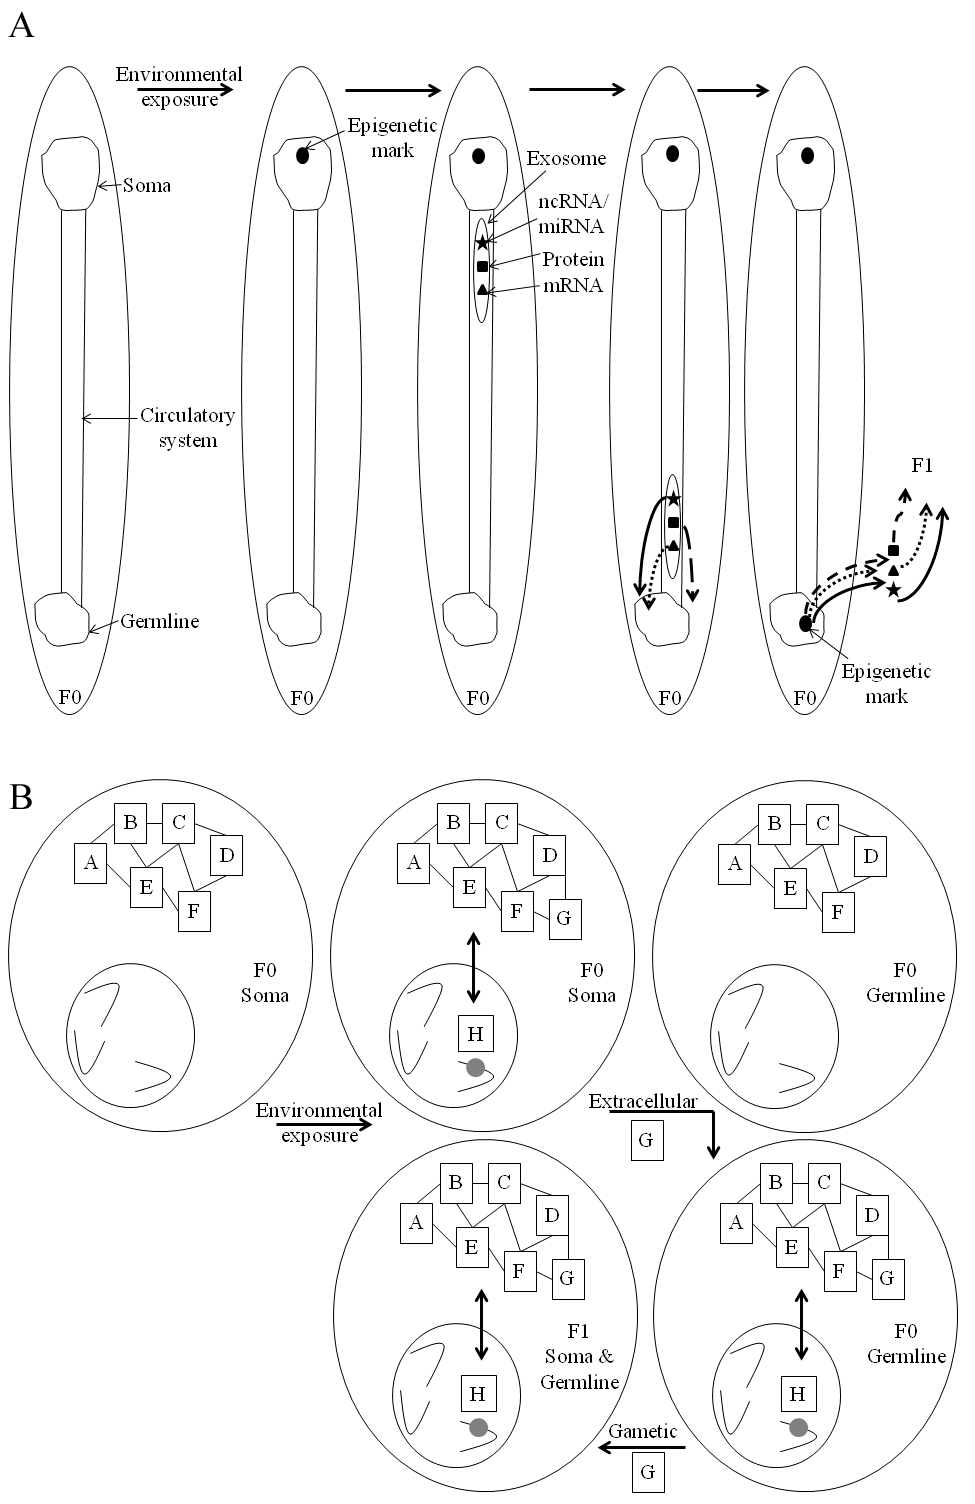 A
Environmental
exposure
Epigenetic
mark
Exosome
Soma
ncRNA/
miRNA
Protein
mRNA
Circulatory
system
F1
Germline
Epigenetic
mark
F0
F0
F0
F0
F0
B
B C
A
D
E
F
F0
Soma
B C
A
D
E
F
G
F0
Soma
H
B C
A
D
E
F
F0
Germline
Environmental
exposure
Extracellular
G
B C
A
D
E
F
G
F1
Soma &
Germline
H
B C
A
D
E
F
G
F0
Germline
H
Gametic
G